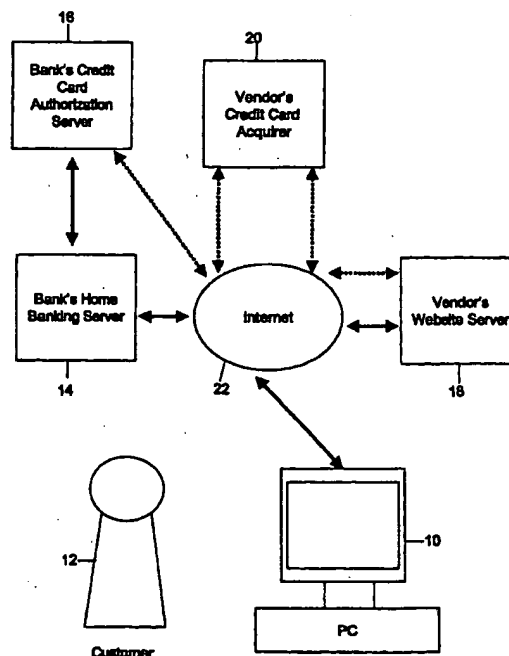 16
Bank's Credit
Card
Authorization
Server
20
Vendor's
Credit Card
Acquirer
Bank's Home
Banking Server
14
Internet
22
Vendor's
Website Server
18
12
Customer
10
PC